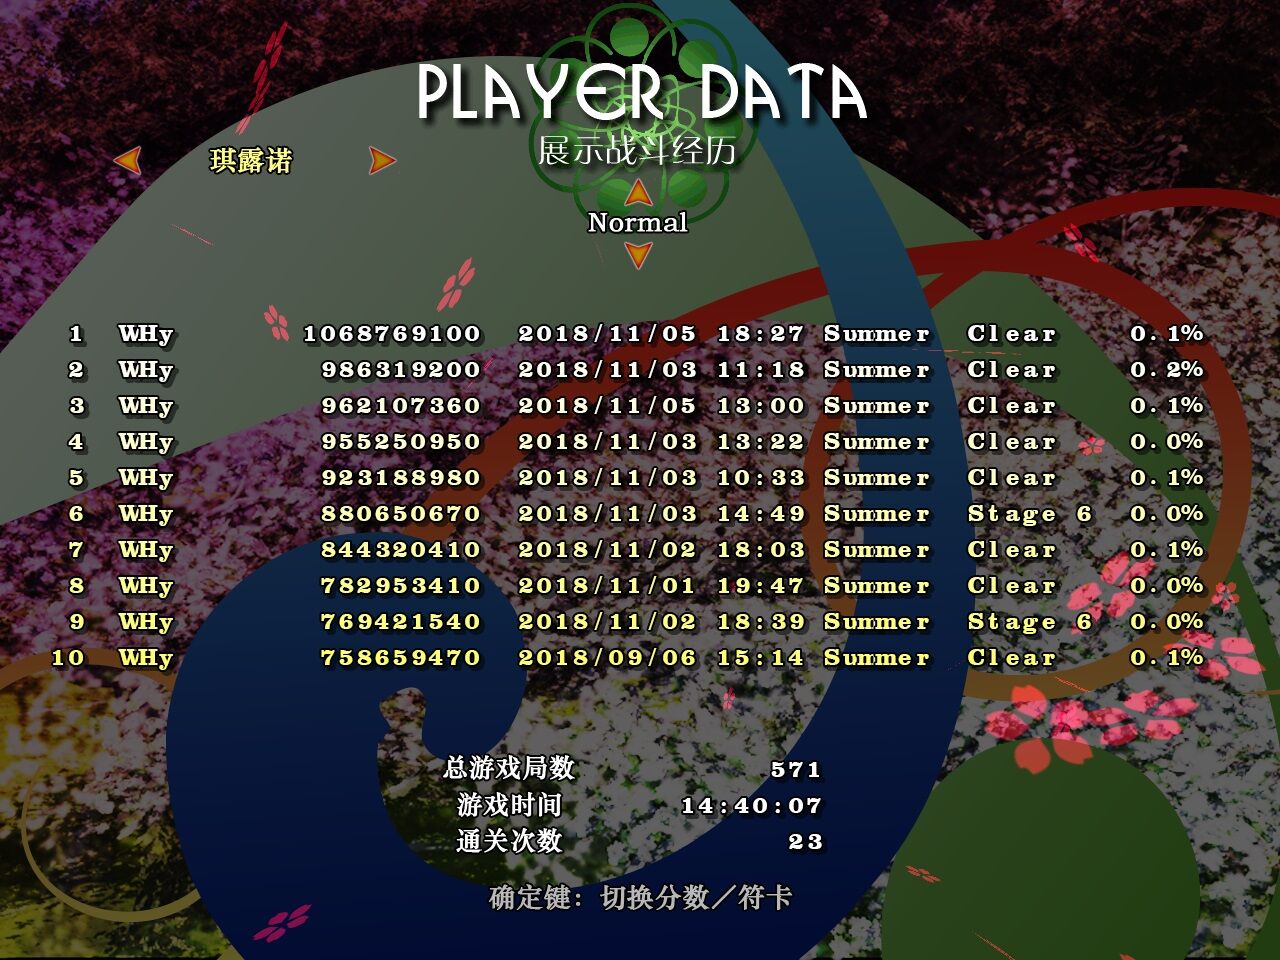 PLAYER DATA
展示战斗经历
琪露诺
Normal
1 WHy 1068769100 2018/11/05 18:27 Summer Clear 0.1%
2 WHy 986319200 2018/11/03 11:18 Summer Clear 0.2%
3 WHy 962107360 2018/11/05 13:00 Summer Clear 0.1%
4 WHy 955250950 2018/11/03 13:22 Summer Clear 0.0%
5 WHy 923188980 2018/11/03 10:33 Summer Clear 0.1%
6 WHy 880650670 2018/11/03 14:49 Summer Stage 6 0.0%
7 WHy 844320410 2018/11/02 18:03 Summer Clear 0.1%
8 WHy 782953410 2018/11/01 19:47 Summer Clear 0.0%
9 WHy 769421540 2018/11/02 18:39 Summer Stage 6 0.0%
10 WHy 758659470 2018/09/06 15:14 Summer Clear 0.1%
总游戏局数 571
游戏时间 14:40:07
通关次数 23
确定键：切换分数／符卡